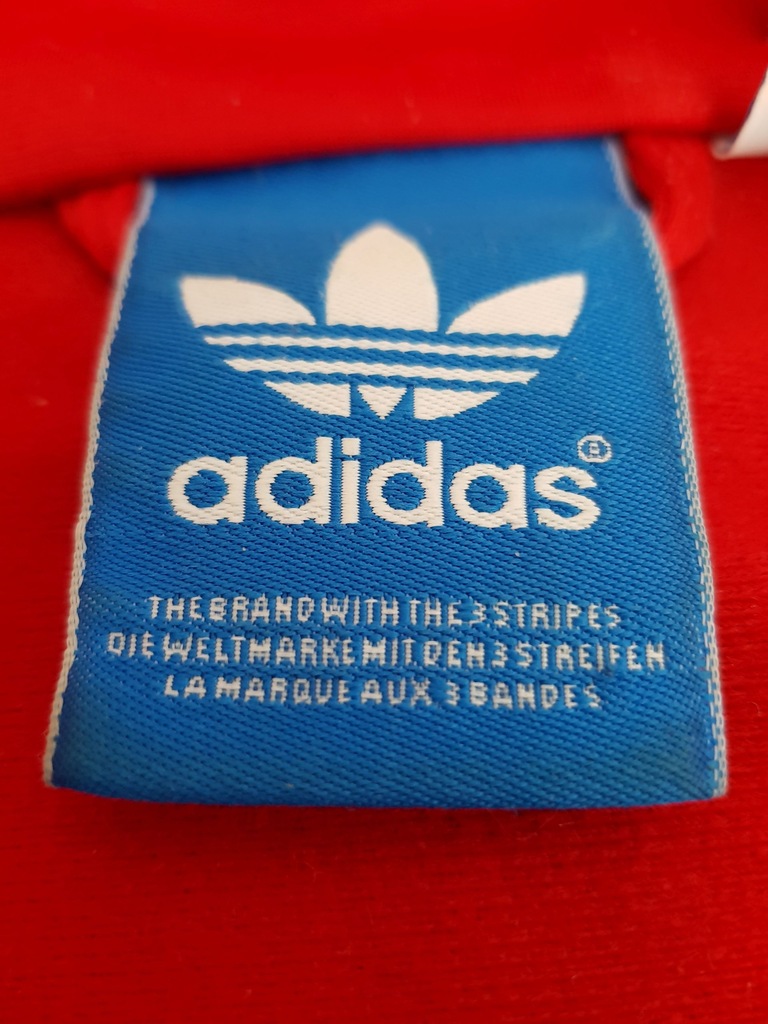 adidas®
THE BRAND WITH THE 3 STRIPES
DIE WELTMARKE MIT DEN 3 STREIFEN
LA MARQUE AUX 3 BANDES